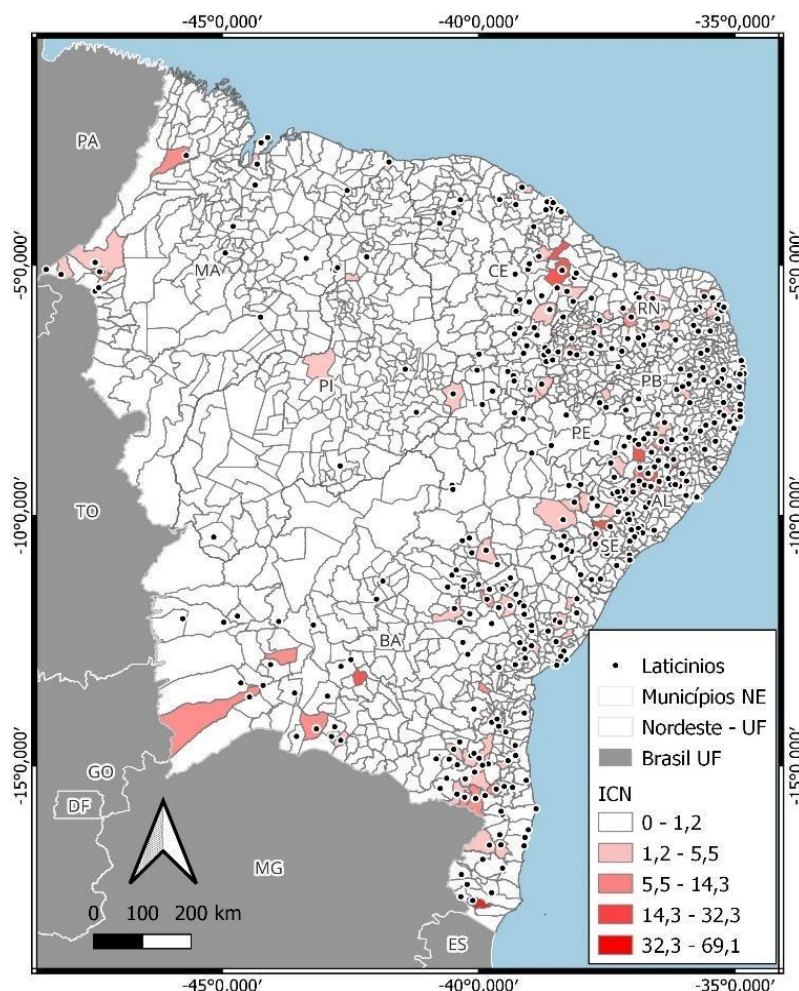 -45°0,000′ -40°0,000′ -35°0,000′
PA
-5°0,000′ MA CE -5°0,000′
RN
PI PB
PE
TO AL
-10°0,000′ SE -10°0,000′
BA
Laticinios
Municípios NE
Nordeste - UF
Brasil UF
-15°0,000′ -15°0,000′
GO
ICN
DF
0 - 1,2
1,2 - 5,5
MG
5,5 - 14,3
0 100 200 km
14,3 - 32,3
ES
32,3 - 69,1
-45°0,000′ -40°0,000′ -35°0,000′